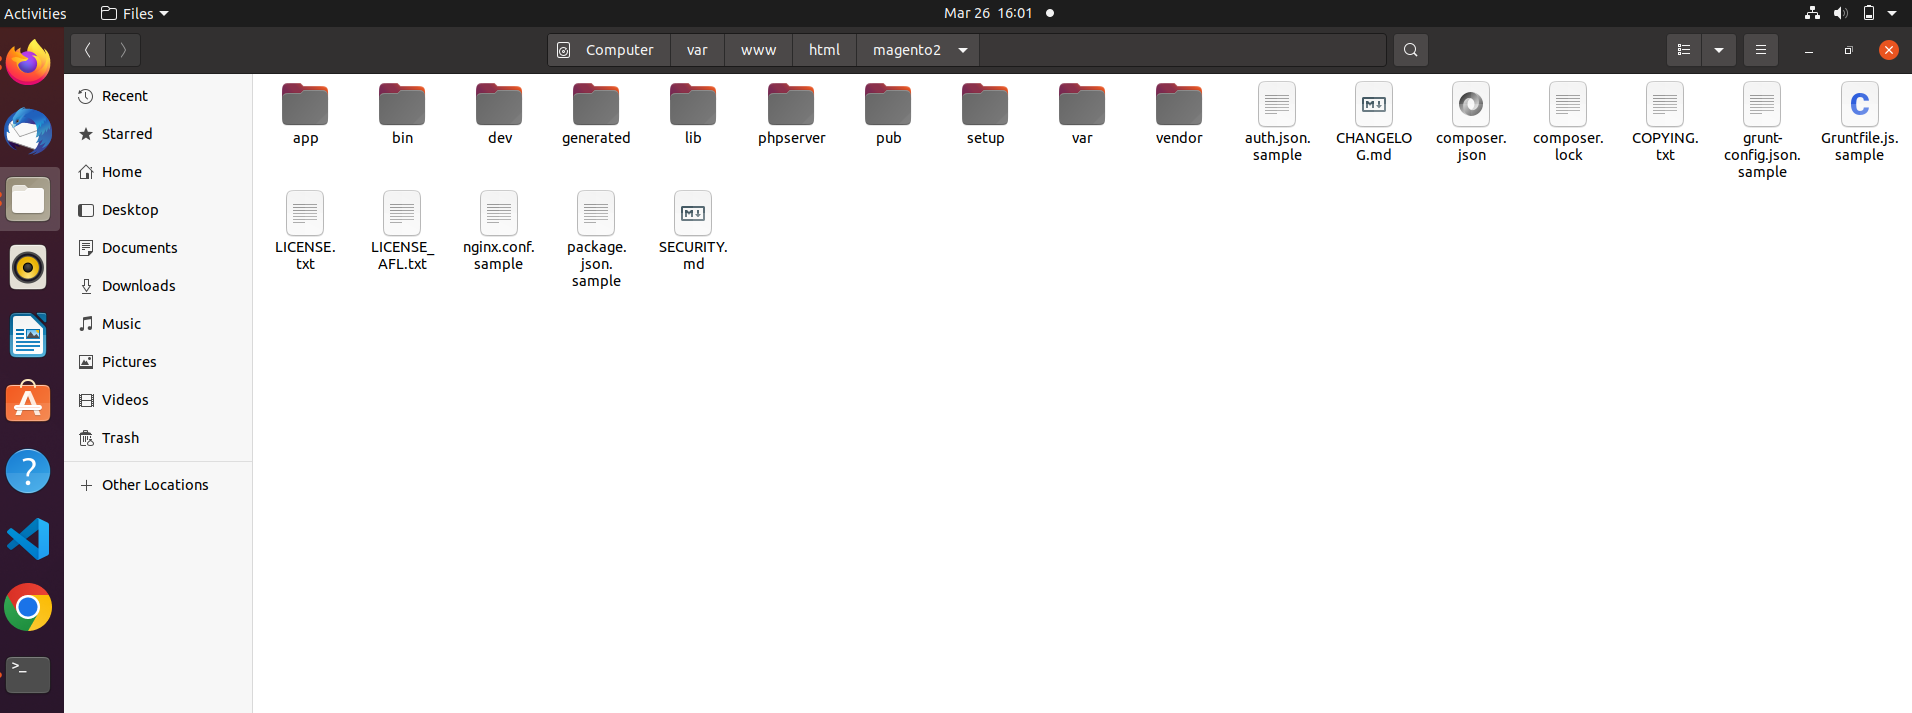 Activities
Files
Mar 26 16:01
Computer
var
www
html
magento2
Recent
Starred
Home
Desktop
Documents
Downloads
Music
Pictures
Videos
Trash
Other Locations
app
bin
dev
generated
lib
phpserver
pub
setup
var
vendor
auth.json.
sample
CHANGELO
G.md
composer.
json
composer.
lock
COPYING.
txt
grunt-
config.json.
sample
Gruntfile.js.
sample
LICENSE.
txt
LICENSE_
AFL.txt
nginx.conf.
sample
package.
json.
sample
SECURITY.
md